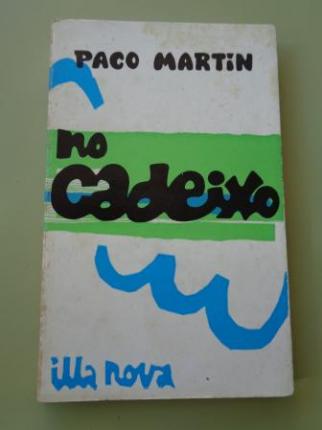 PACO MARTIN
no
cadeixo
illa nova